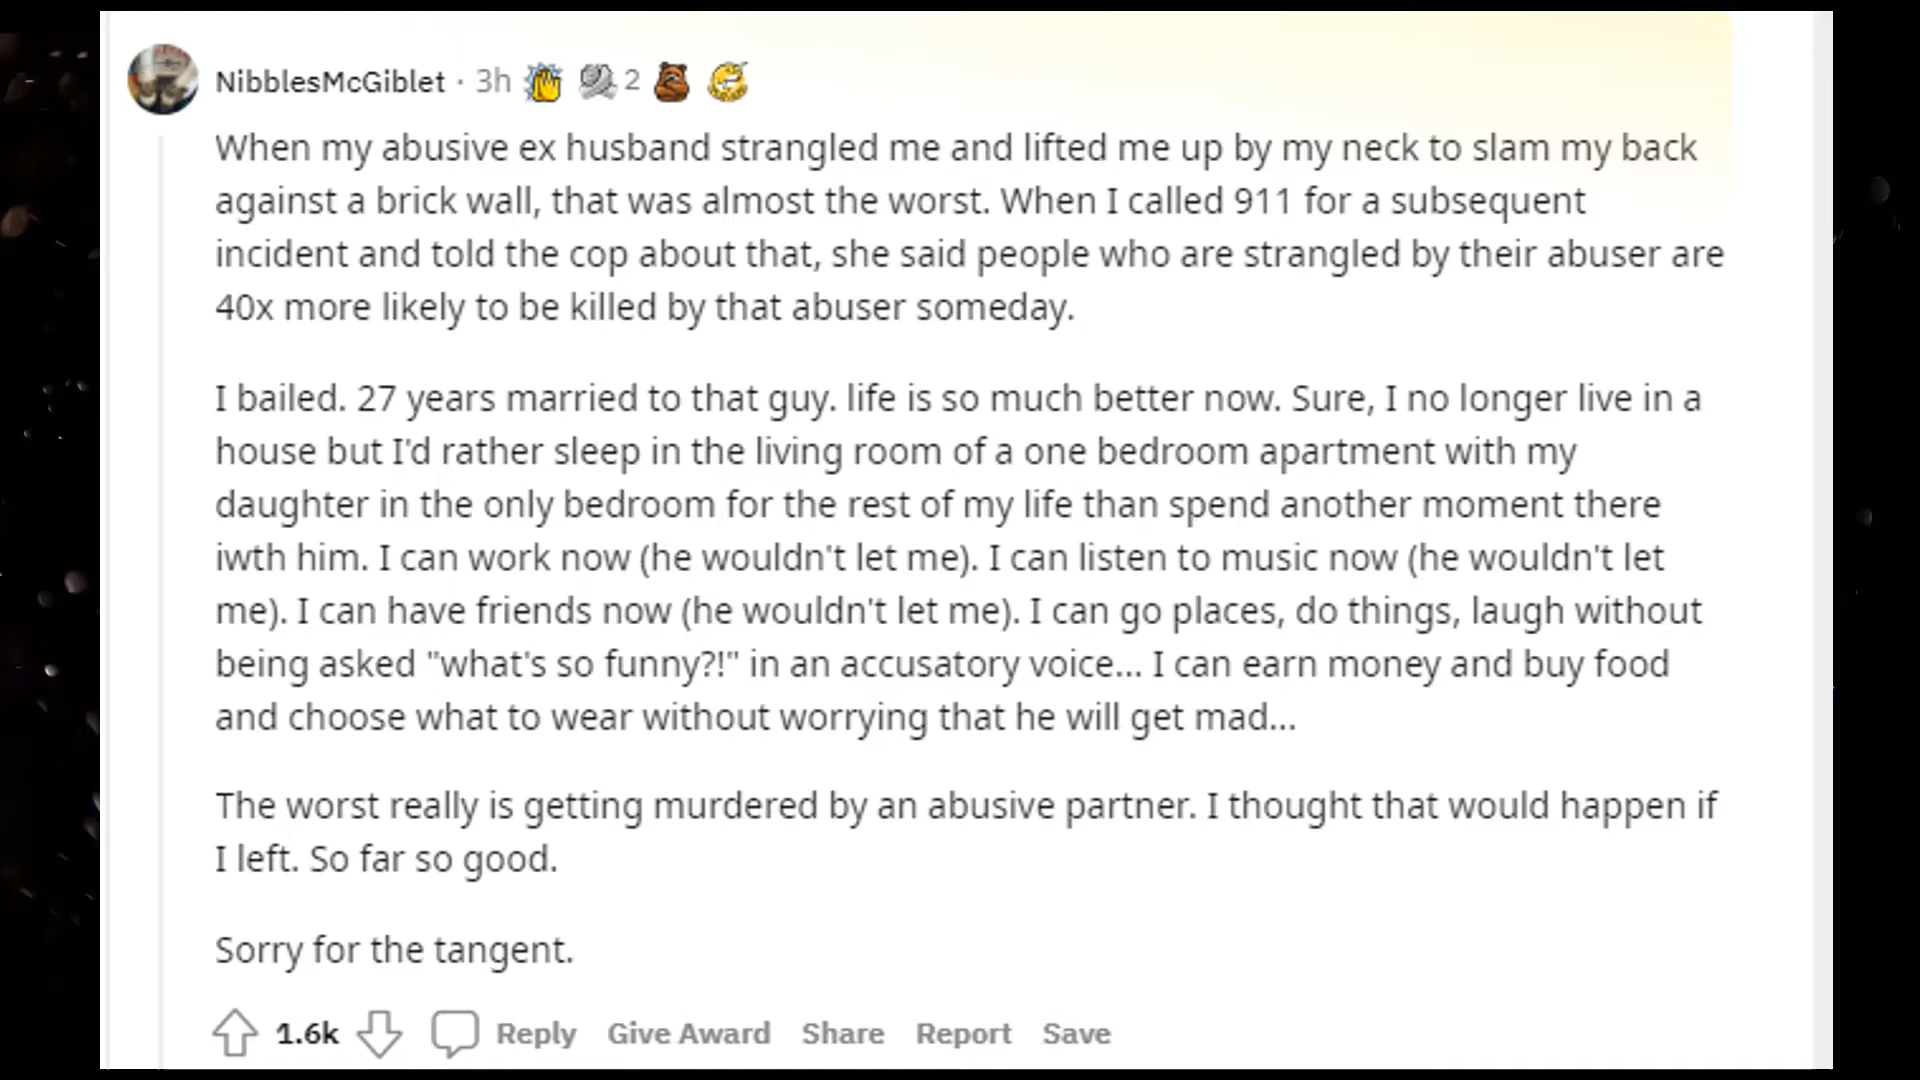 NibblesMcGiblet · 3h 2
When my abusive ex husband strangled me and lifted me up by my neck to slam my back
against a brick wall, that was almost the worst. When I called 911 for a subsequent
incident and told the cop about that, she said people who are strangled by their abuser are
40x more likely to be killed by that abuser someday.
I bailed. 27 years married to that guy. life is so much better now. Sure, I no longer live in a
house but I'd rather sleep in the living room of a one bedroom apartment with my
daughter in the only bedroom for the rest of my life than spend another moment there
iwth him. I can work now (he wouldn't let me). I can listen to music now (he wouldn't let
me). I can have friends now (he wouldn't let me). I can go places, do things, laugh without
being asked "what's so funny?!" in an accusatory voice... I can earn money and buy food
and choose what to wear without worrying that he will get mad...
The worst really is getting murdered by an abusive partner. I thought that would happen if
I left. So far so good.
Sorry for the tangent.
1.6k Reply Give Award Share Report Save